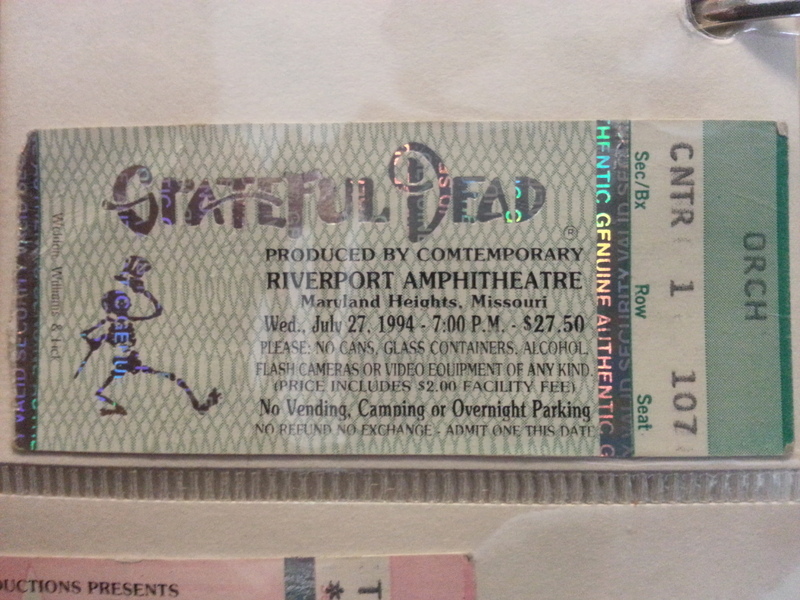 GRATEFUL DEAD
®
PRODUCED BY COMTEMPORARY
RIVERPORT AMPHITHEATRE
Maryland Heights, Missouri
Wed., July 27, 1994 - 7:00 P.M. - $27.50
PLEASE: NO CANS, GLASS CONTAINERS, ALCOHOL,
FLASH CAMERAS OR VIDEO EQUIPMENT OF ANY KIND.
(PRICE INCLUDES $2.00 FACILITY FEE)
No Vending, Camping or Overnight Parking
NO REFUND NO EXCHANGE - ADMIT ONE THIS DATE
HENTIC GENUINE AUTHENTIC G
Sec/Bx Row Seat
CNTR 1 107
ORCH
UCTIONS PRESENTS
* T